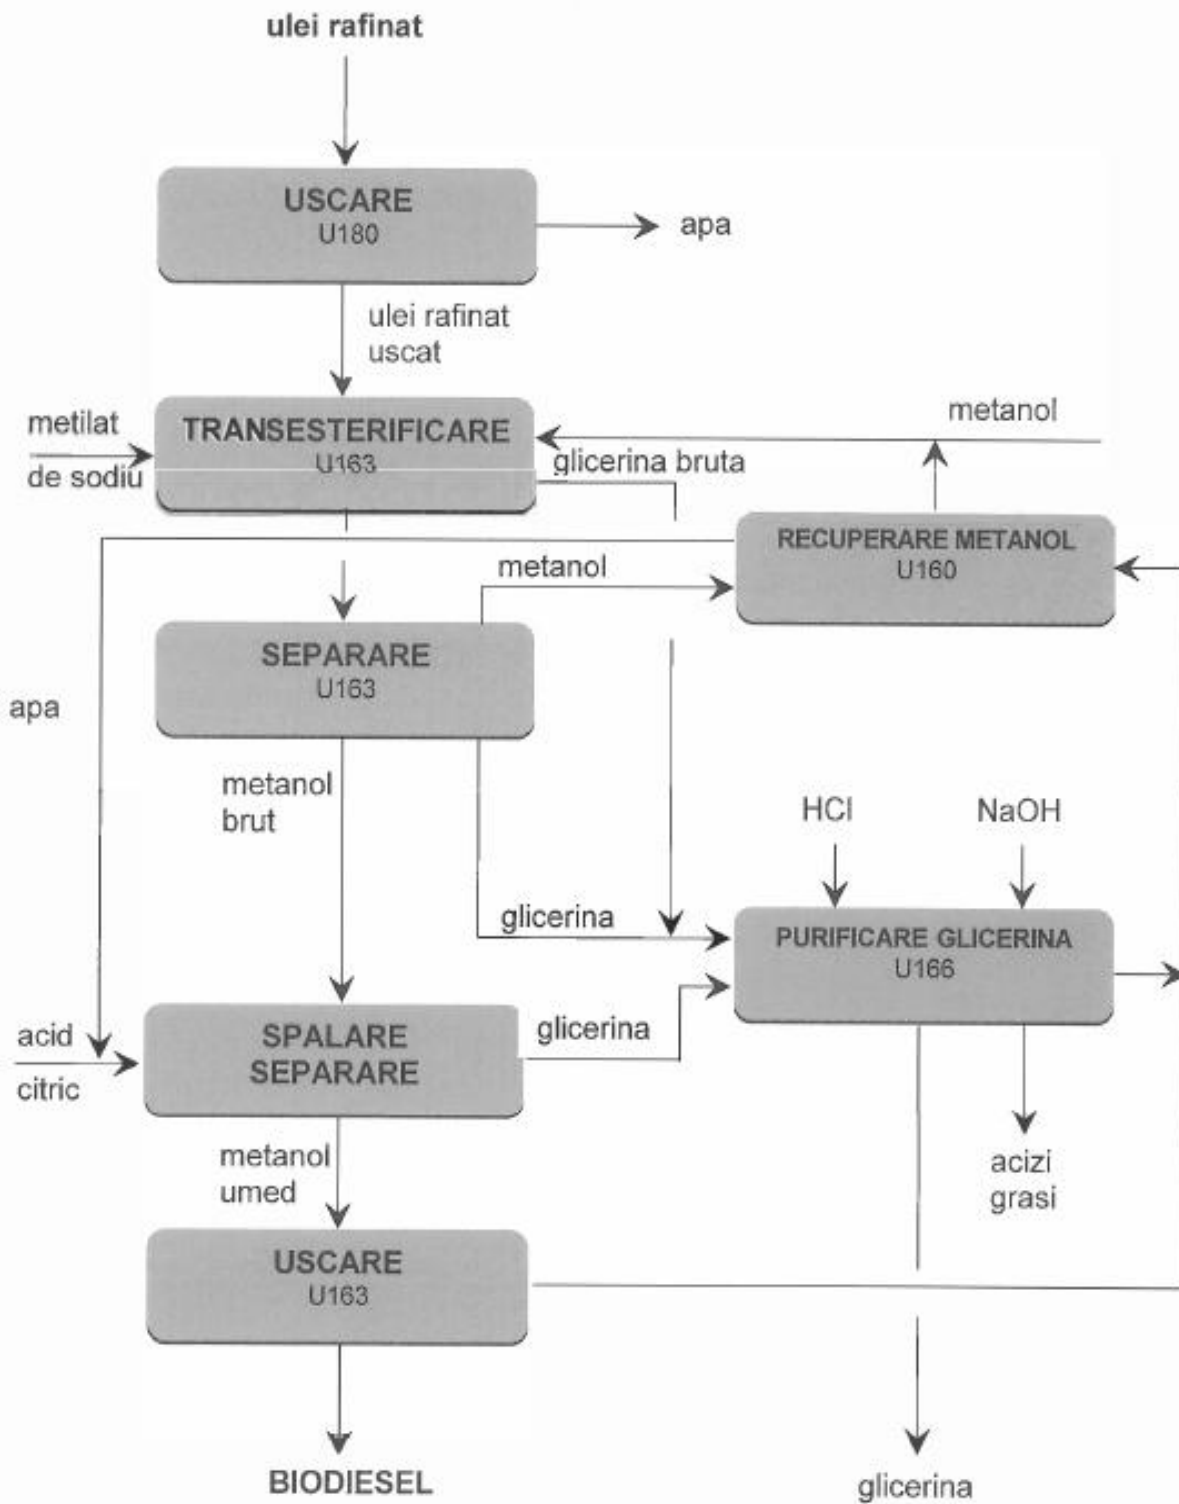 ulei rafinat
USCARE
U180
apa
ulei rafinat
uscat
metanol
metilat
de sodiu
TRANSESTERIFICARE
U163
glicerina bruta
RECUPERARE METANOL
U160
metanol
SEPARARE
U163
apa
metanol
brut
HCl
NaOH
glicerina
PURIFICARE GLICERINA
U166
acid
citric
SPALARE
SEPARARE
glicerina
metanol
umed
acizi
grasi
USCARE
U163
BIODIESEL
glicerina